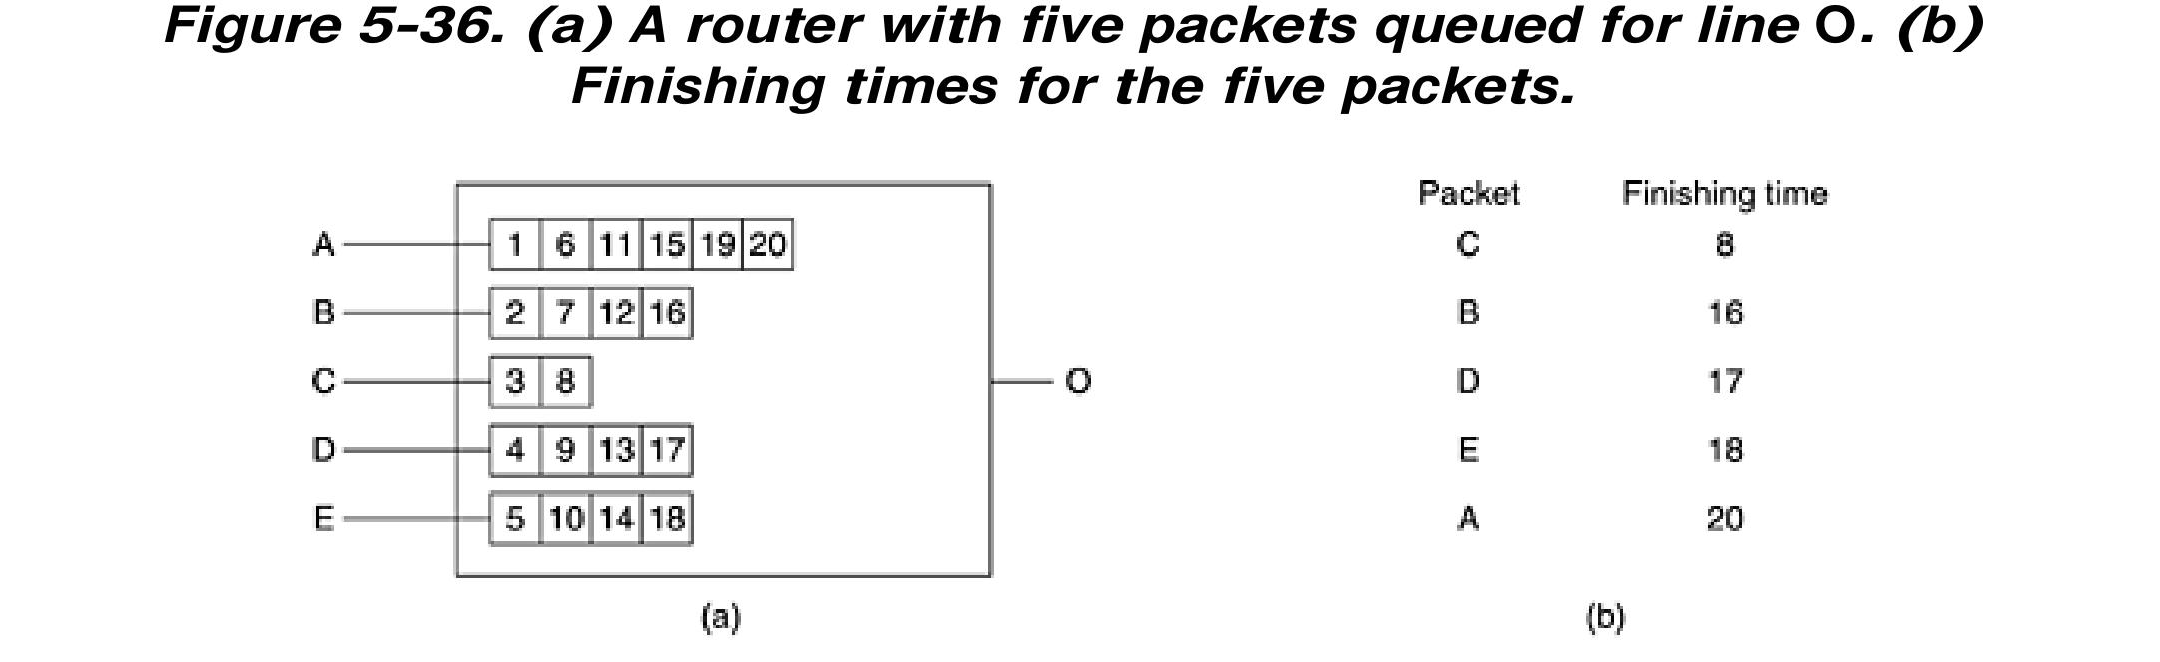 Figure 5-36. (a) A router with five packets queued for line O. (b)
Finishing times for the five packets.
Packet Finishing time
A 1 6 11 15 19 20 C 8
B 2 7 12 16 B 16
C 3 8 O D 17
D 4 9 13 17 E 18
E 5 10 14 18 A 20
(a) (b)